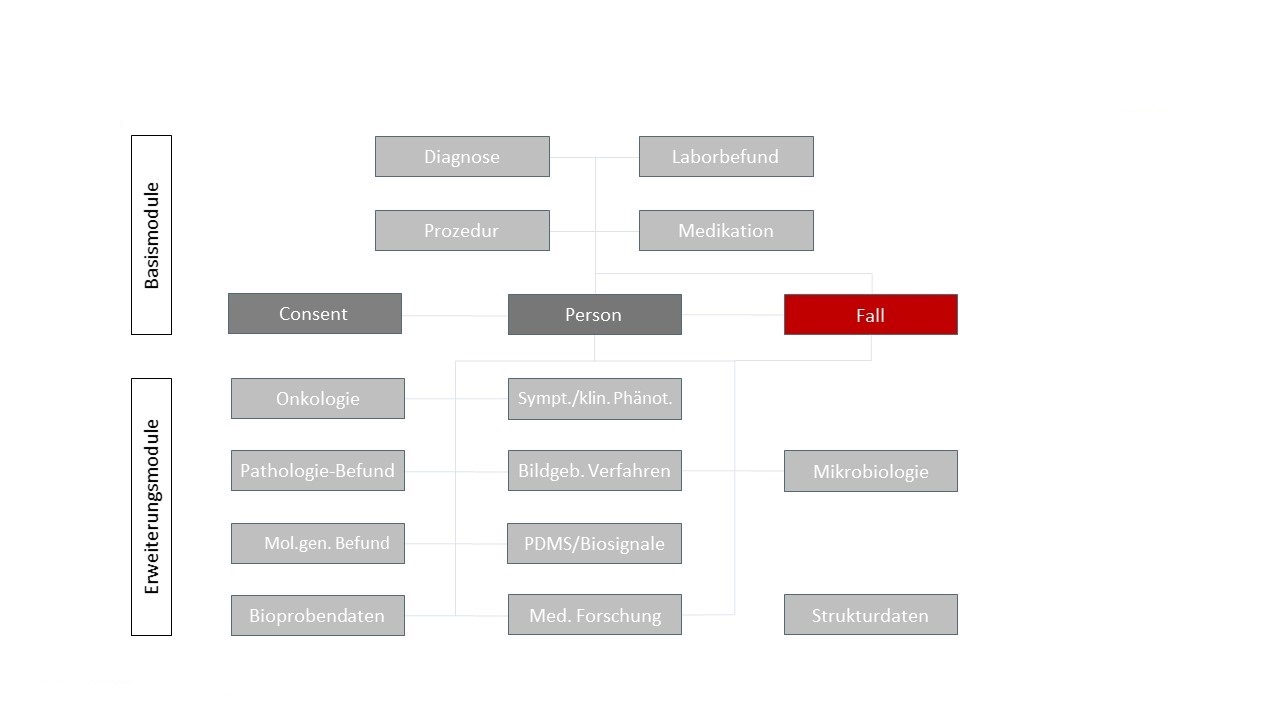 Basismodule
Diagnose
Laborbefund
Prozedur
Medikation
Consent
Person
Fall
Erweiterungsmodule
Onkologie
Sympt./klin. Phänot.
Pathologie-Befund
Bildgeb. Verfahren
Mikrobiologie
Mol.gen. Befund
PDMS/Biosignale
Bioprobendaten
Med. Forschung
Strukturdaten